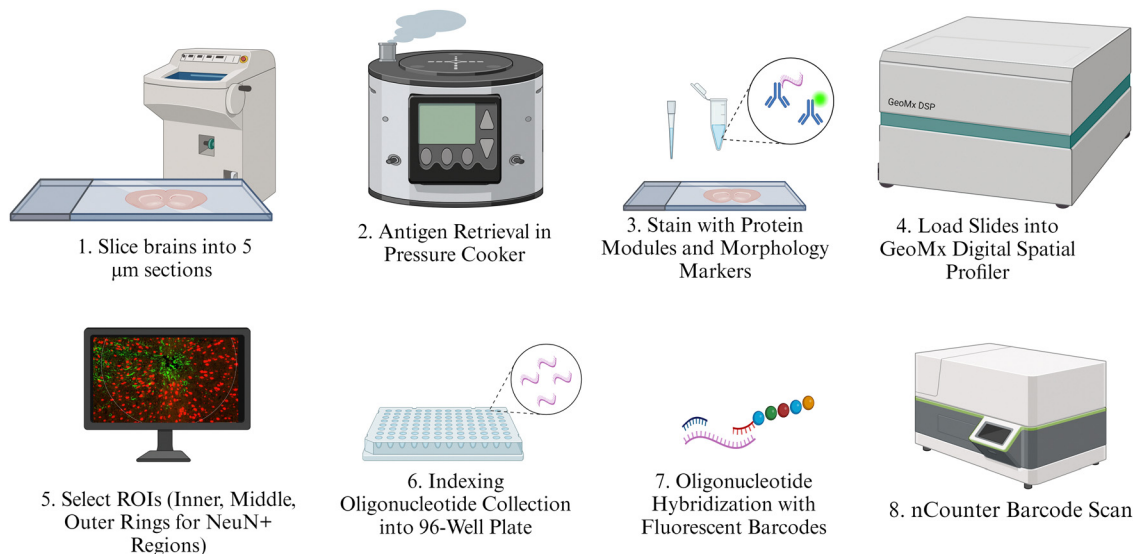 GeoMx DSP
1. Slice brains into 5
μm sections
2. Antigen Retrieval in
Pressure Cooker
3. Stain with Protein
Modules and Morphology
Markers
4. Load Slides into
GeoMx Digital Spatial
Profiler
5. Select ROIs (Inner, Middle,
Outer Rings for NeuN+
Regions)
6. Indexing
Oligonucleotide Collection
into 96-Well Plate
7. Oligonucleotide
Hybridization with
Fluorescent Barcodes
8. nCounter Barcode Scan